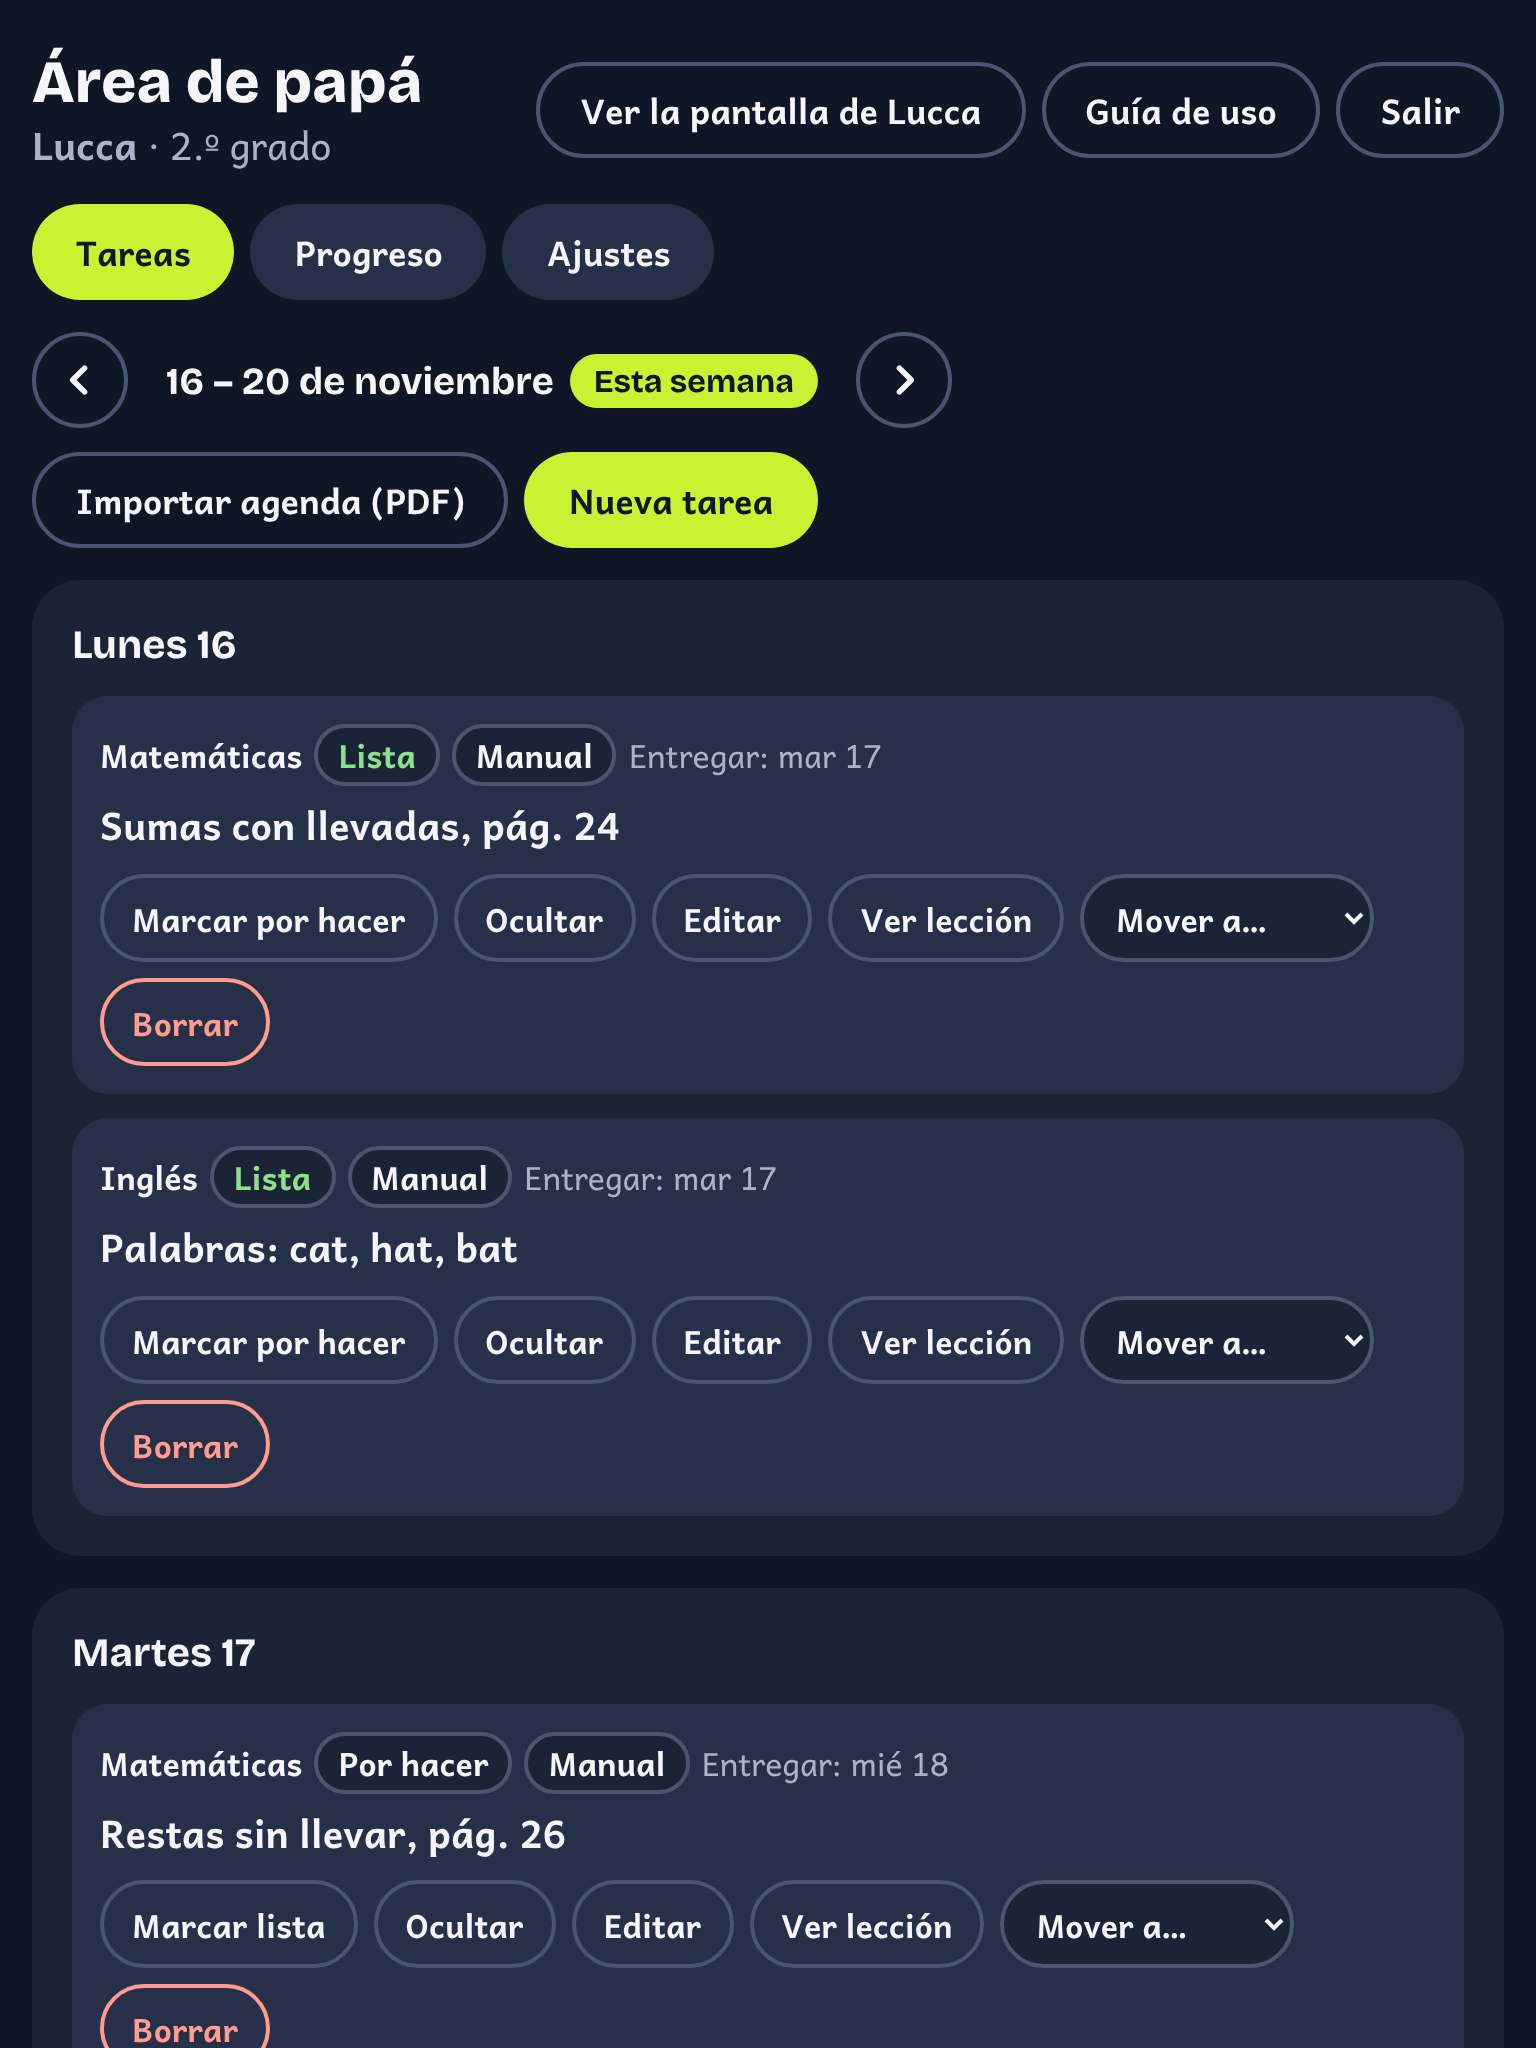 Área de papá
Lucca · 2.º grado
Ver la pantalla de Lucca
Guía de uso
Salir
Tareas
Progreso
Ajustes
16 – 20 de noviembre
Esta semana
Importar agenda (PDF)
Nueva tarea
Lunes 16
Matemáticas Lista Manual Entregar: mar 17
Sumas con llevadas, pág. 24
Marcar por hacer Ocultar Editar Ver lección Mover a...
Borrar
Inglés Lista Manual Entregar: mar 17
Palabras: cat, hat, bat
Marcar por hacer Ocultar Editar Ver lección Mover a...
Borrar
Martes 17
Matemáticas Por hacer Manual Entregar: mié 18
Restas sin llevar, pág. 26
Marcar lista Ocultar Editar Ver lección Mover a...
Borrar